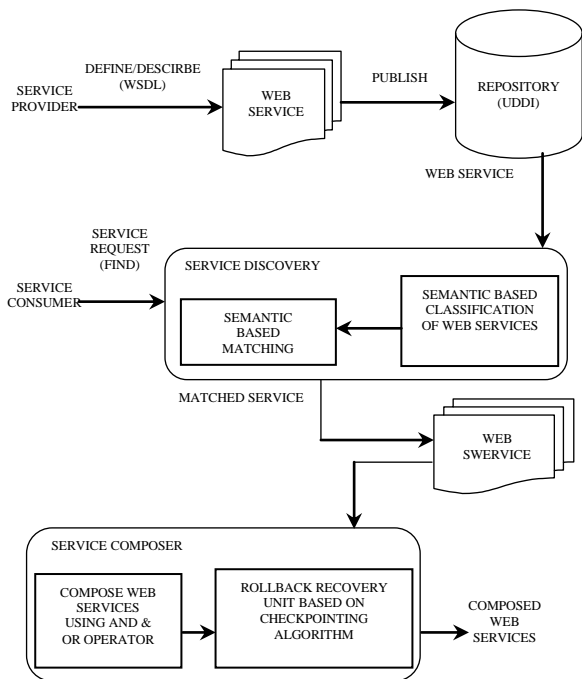 DEFINE/DESCIRBE
(WSDL)
SERVICE
PROVIDER
WEB
SERVICE
PUBLISH
REPOSITORY
(UDDI)
WEB SERVICE
SERVICE
REQUEST
(FIND)
SERVICE
CONSUMER
SERVICE DISCOVERY
SEMANTIC
BASED
MATCHING
SEMANTIC BASED
CLASSIFICATION
OF WEB SERVICES
MATCHED SERVICE
WEB
SWERVICE
SERVICE COMPOSER
COMPOSE WEB
SERVICES
USING AND &
OR OPERATOR
ROLLBACK RECOVERY
UNIT BASED ON
CHECKPOINTING
ALGORITHM
COMPOSED
WEB
SERVICES